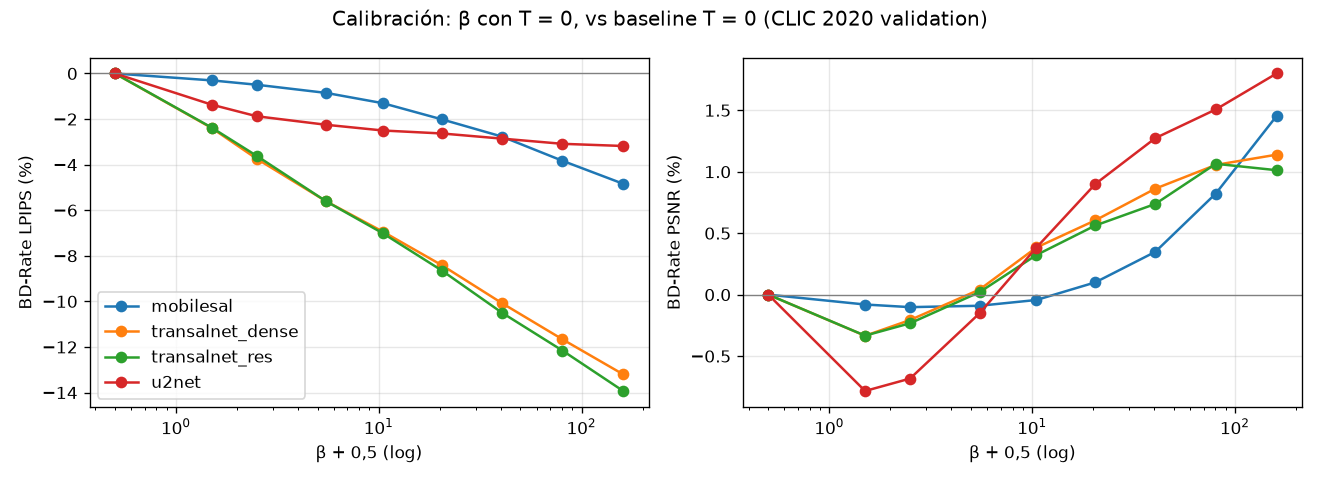 Calibración: β con T = 0, vs baseline T = 0 (CLIC 2020 validation)
BD-Rate LPIPS (%)
0
−2
−4
−6
−8
−10
−12
−14
mobilesal
transalnet_dense
transalnet_res
u2net
10⁰
10¹
10²
β + 0,5 (log)
BD-Rate PSNR (%)
1.5
1.0
0.5
0.0
−0.5
10⁰
10¹
10²
β + 0,5 (log)